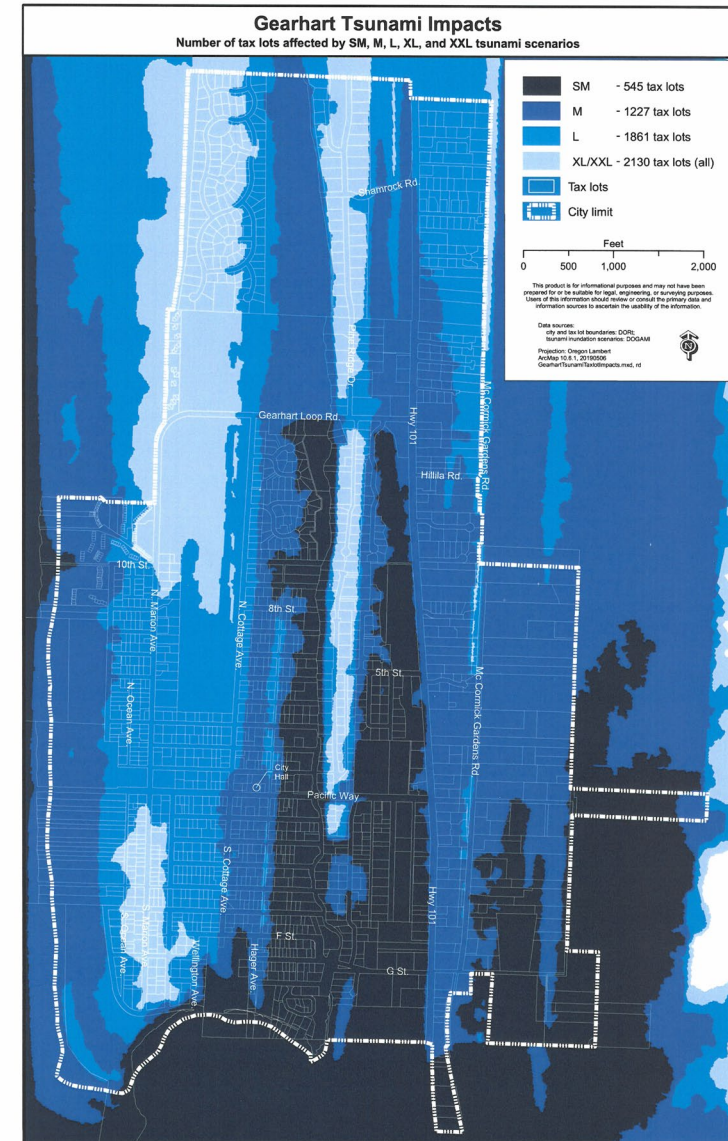 Gearhart Tsunami Impacts
Number of tax lots affected by SM, M, L, XL, and XXL tsunami scenarios
SM - 545 tax lots
M - 1227 tax lots
L - 1861 tax lots
XL/XXL - 2130 tax lots (all)
Tax lots
City limit
Feet
0 500 1,000 2,000
This product is for informational purposes and may not have been
prepared for or be suitable for legal, engineering, or surveying purposes.
Users of this information should review or consult the primary data and
information sources to ascertain the usability of the information.
Data sources:
city and tax lot boundaries: DORI;
tsunami inundation scenarios: DOGAMI
Projection: Oregon Lambert
ArcMap 10.6.1, 20190506
GearhartTsunamiTaxlotImpacts.mxd, rd
N
Shamrock Rd.
Gearhart Loop Rd.
Hwy 101
Mc Cormick Gardens Rd
Hillila Rd.
10th St.
N. Marion Ave
8th St.
N. Cottage Ave
5th St.
N. Ocean Ave
Mc Cormick Gardens Rd
City
Hall
Pacific Way
S. Cottage Ave
Hwy 101
F St.
G St.
Wellington Ave
Hager Ave